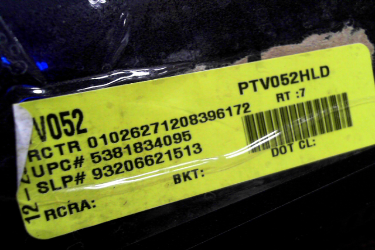 V052
PTV052HLD
RCTR 01026271208396172
RT :7
UPC# 5381834095
SLP# 93206621513
BKT:
DOT CL:
RCRA: